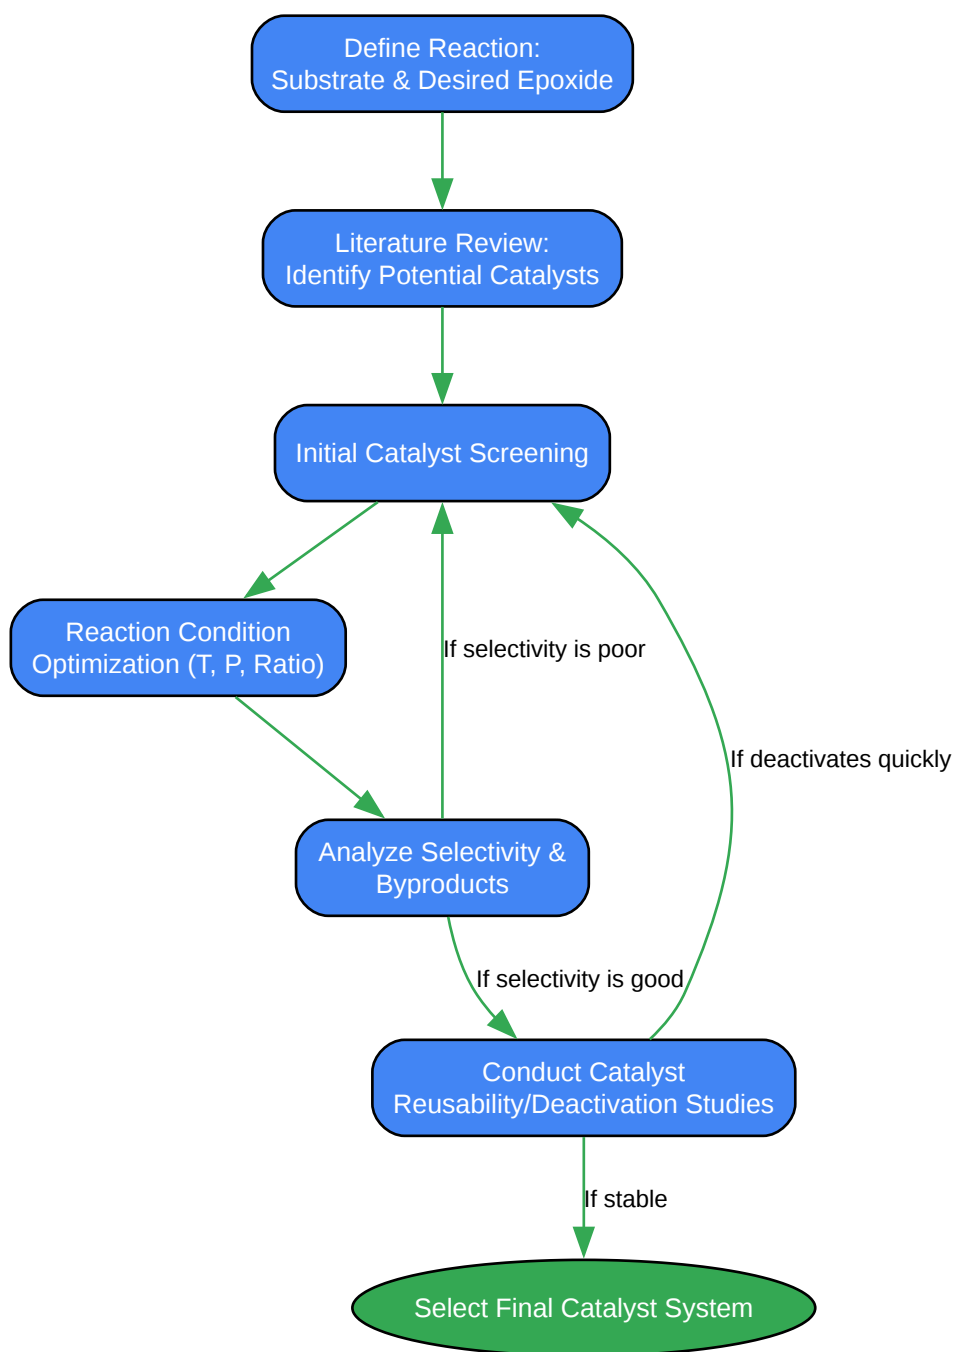 Define Reaction:
Substrate & Desired Epoxide
Literature Review:
Identify Potential Catalysts
Initial Catalyst Screening
Reaction Condition
Optimization (T, P, Ratio)
If selectivity is poor
If deactivates quickly
Analyze Selectivity &
Byproducts
If selectivity is good
Conduct Catalyst
Reusability/Deactivation Studies
If stable
Select Final Catalyst System